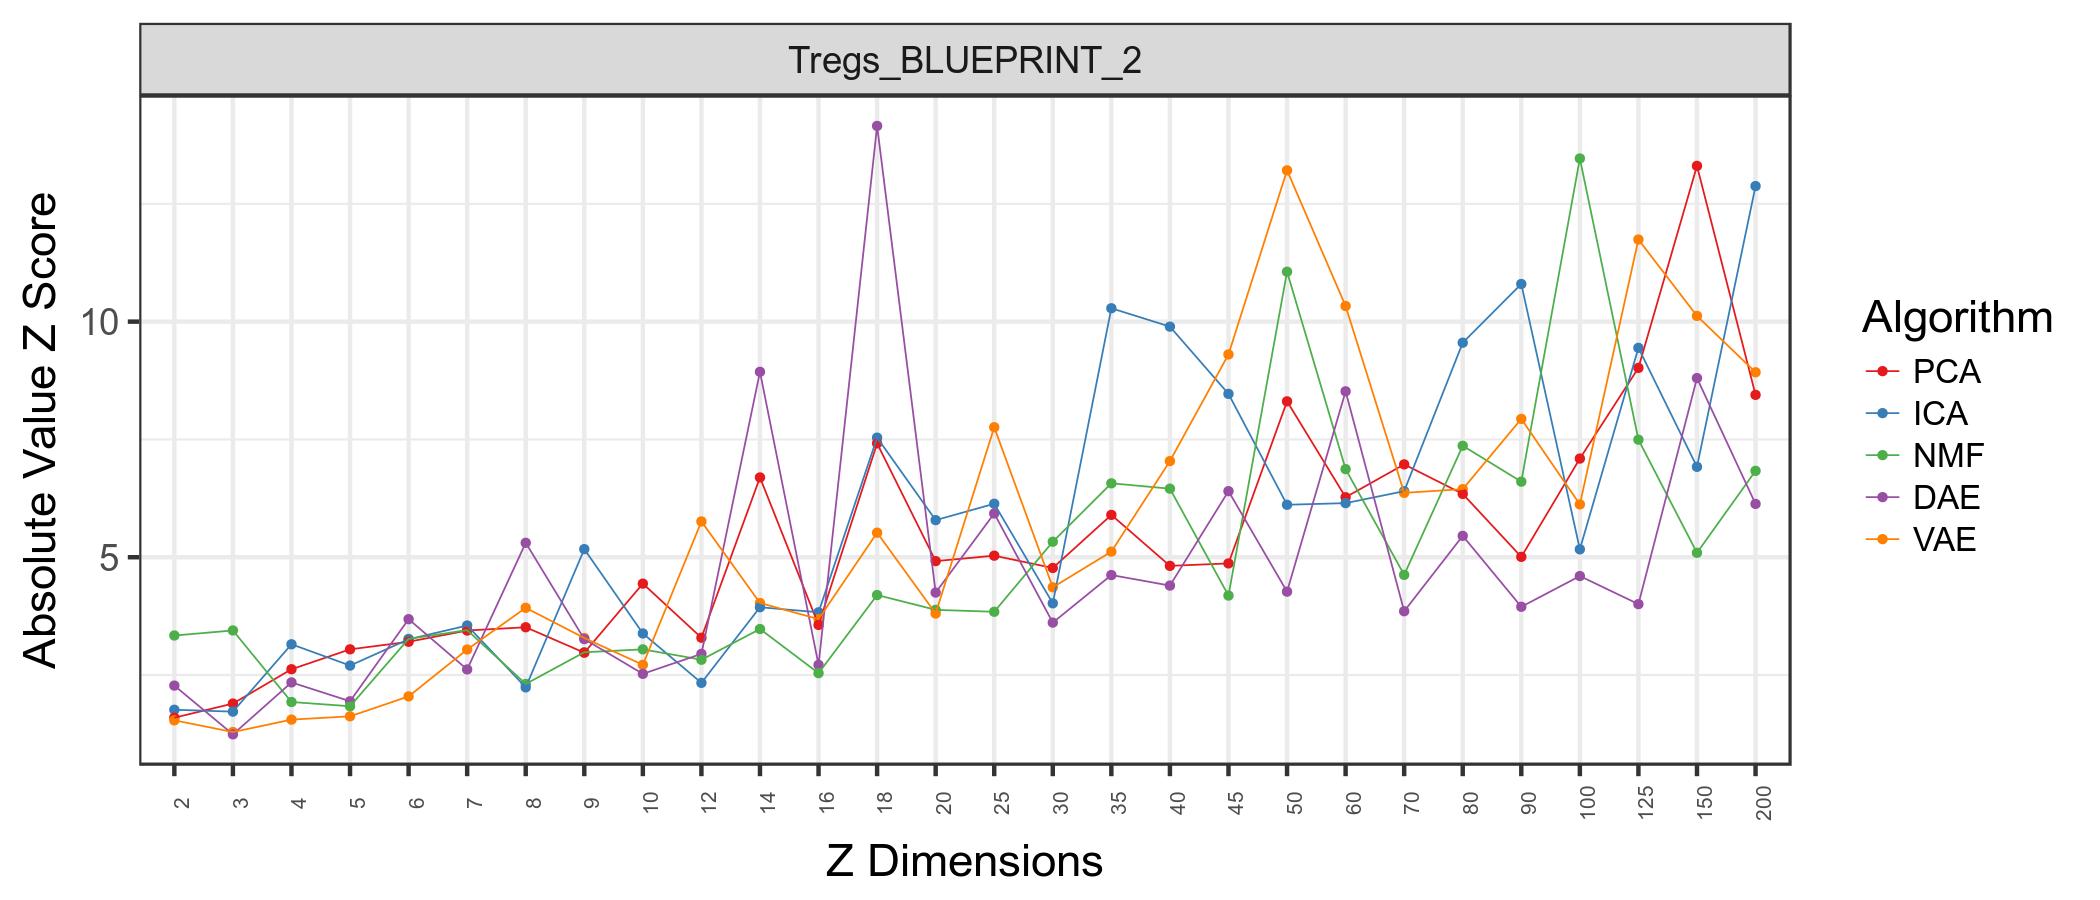 Tregs_BLUEPRINT_2
Absolute Value Z Score
10
5
2 3 4 5 6 7 8 9 10 12 14 16 18 20 25 30 35 40 45 50 60 70 80 90 100 125 150 200
Z Dimensions
Algorithm
PCA
ICA
NMF
DAE
VAE